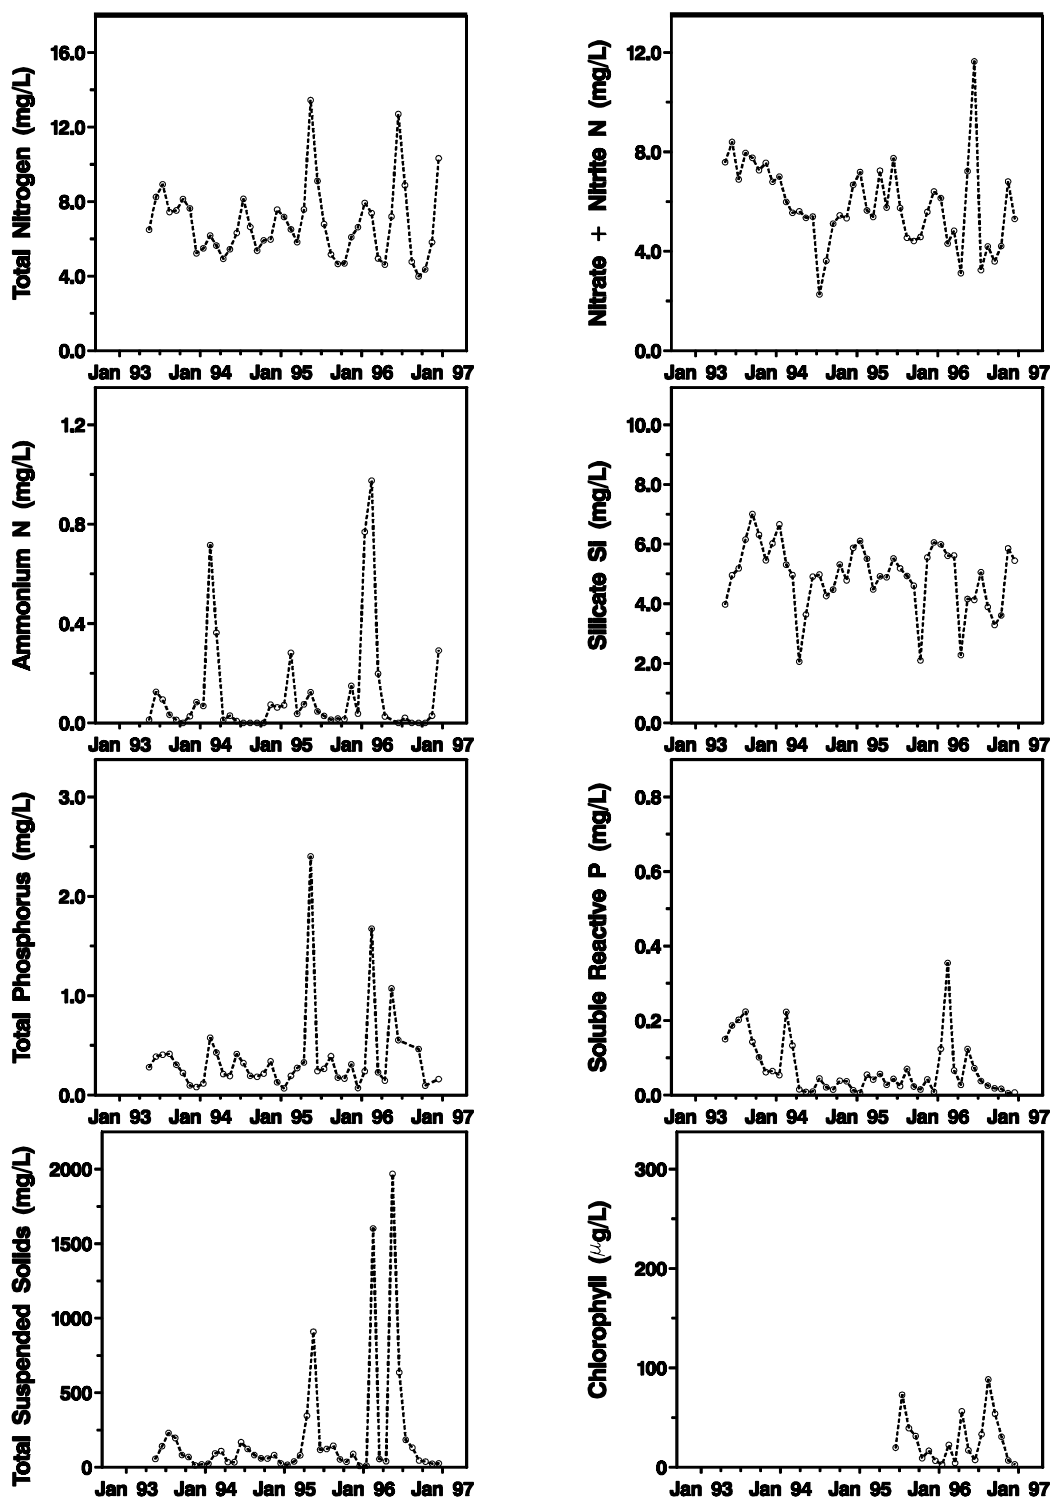 Total Nitrogen (mg/L)
16.0
12.0
8.0
4.0
0.0
Jan 93 Jan 94 Jan 95 Jan 96 Jan 97
Nitrate + Nitrite N (mg/L)
12.0
8.0
4.0
0.0
Jan 93 Jan 94 Jan 95 Jan 96 Jan 97
Ammonium N (mg/L)
1.2
0.8
0.4
0.0
Jan 93 Jan 94 Jan 95 Jan 96 Jan 97
Silicate Si (mg/L)
10.0
8.0
6.0
4.0
2.0
0.0
Jan 93 Jan 94 Jan 95 Jan 96 Jan 97
Total Phosphorus (mg/L)
3.0
2.0
1.0
0.0
Jan 93 Jan 94 Jan 95 Jan 96 Jan 97
Soluble Reactive P (mg/L)
0.8
0.6
0.4
0.2
0.0
Jan 93 Jan 94 Jan 95 Jan 96 Jan 97
Total Suspended Solids (mg/L)
2000
1500
1000
500
0
Jan 93 Jan 94 Jan 95 Jan 96 Jan 97
Chlorophyll (μg/L)
300
200
100
0
Jan 93 Jan 94 Jan 95 Jan 96 Jan 97